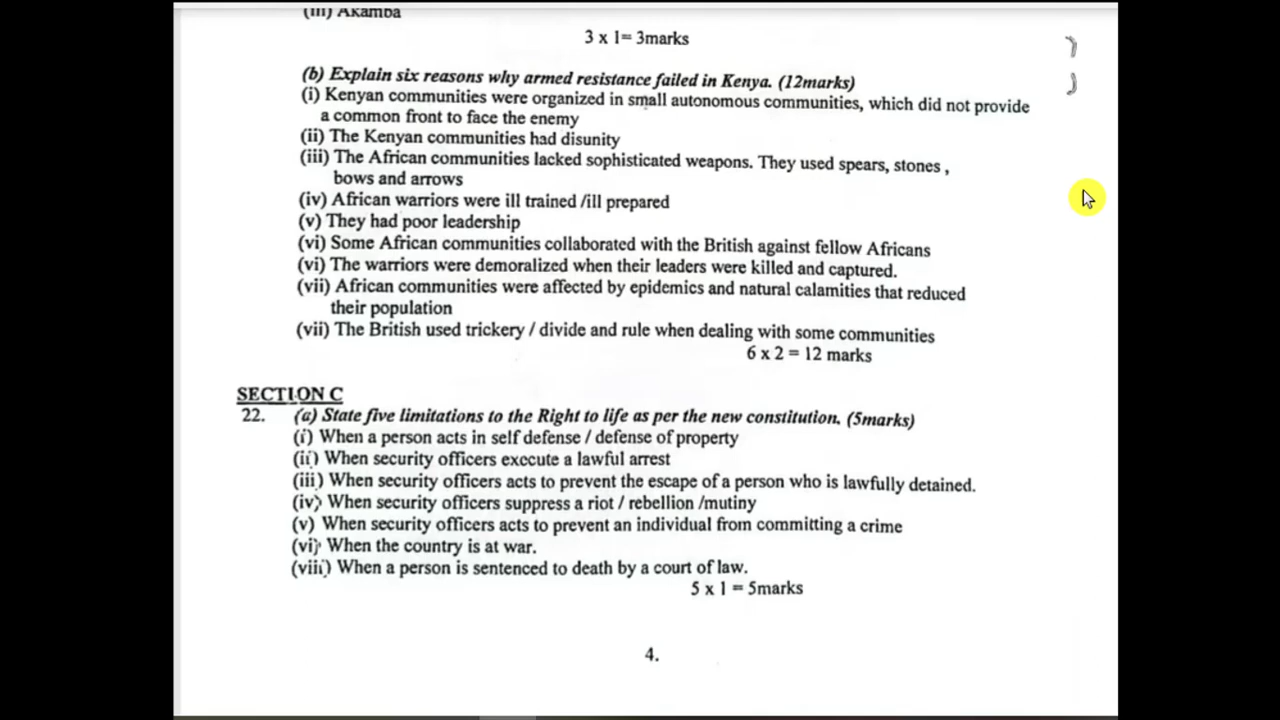 (iii) Akamba
3 x 1= 3marks
(b) Explain six reasons why armed resistance failed in Kenya. (12marks)
(i) Kenyan communities were organized in small autonomous communities, which did not provide
a common front to face the enemy
(ii) The Kenyan communities had disunity
(iii) The African communities lacked sophisticated weapons. They used spears, stones ,
bows and arrows
(iv) African warriors were ill trained /ill prepared
(v) They had poor leadership
(vi) Some African communities collaborated with the British against fellow Africans
(vi) The warriors were demoralized when their leaders were killed and captured.
(vii) African communities were affected by epidemics and natural calamities that reduced
their population
(vii) The British used trickery / divide and rule when dealing with some communities
6 x 2 = 12 marks
SECTION C
22. (a) State five limitations to the Right to life as per the new constitution. (5marks)
(i) When a person acts in self defense / defense of property
(ii) When security officers execute a lawful arrest
(iii) When security officers acts to prevent the escape of a person who is lawfully detained.
(iv) When security officers suppress a riot / rebellion /mutiny
(v) When security officers acts to prevent an individual from committing a crime
(vi) When the country is at war.
(viii) When a person is sentenced to death by a court of law.
5 x 1 = 5marks
4.